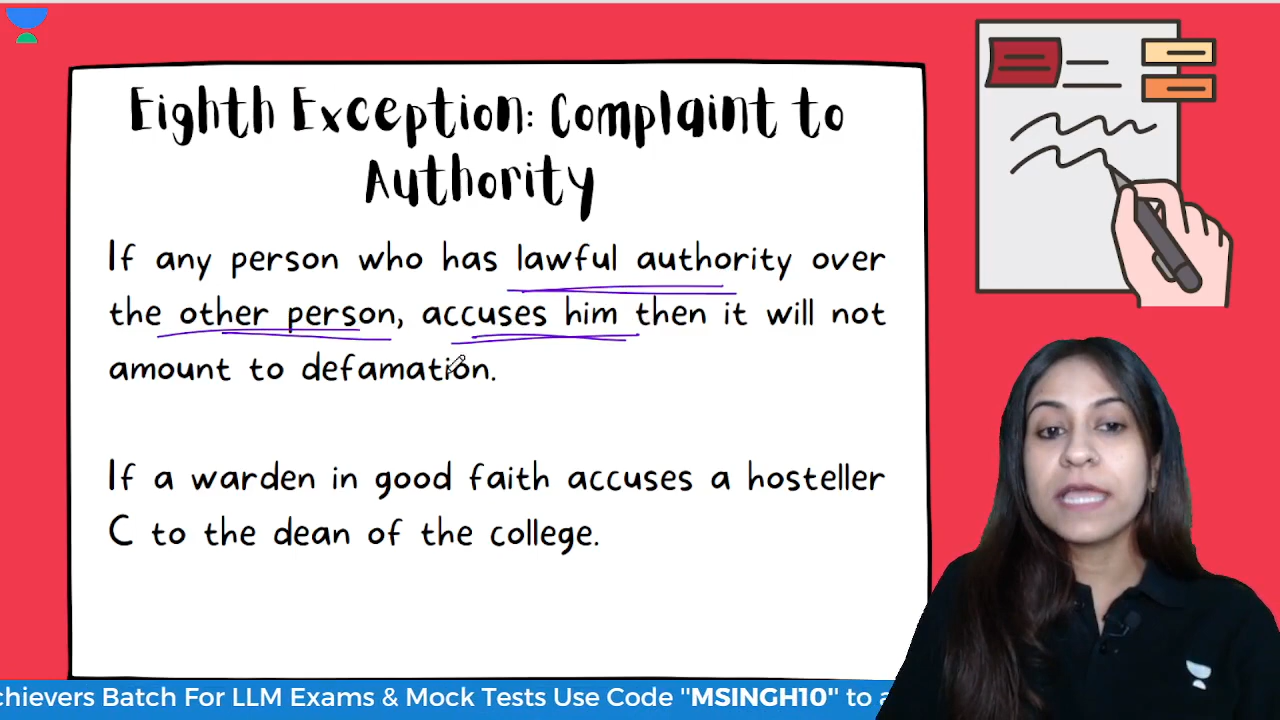 Eighth Exception: Complaint to
Authority
If any person who has lawful authority over
the other person, accuses him then it will not
amount to defamation.
If a warden in good faith accuses a hosteller
C to the dean of the college.
chievers Batch For LLM Exams & Mock Tests Use Code "MSINGH10" to a